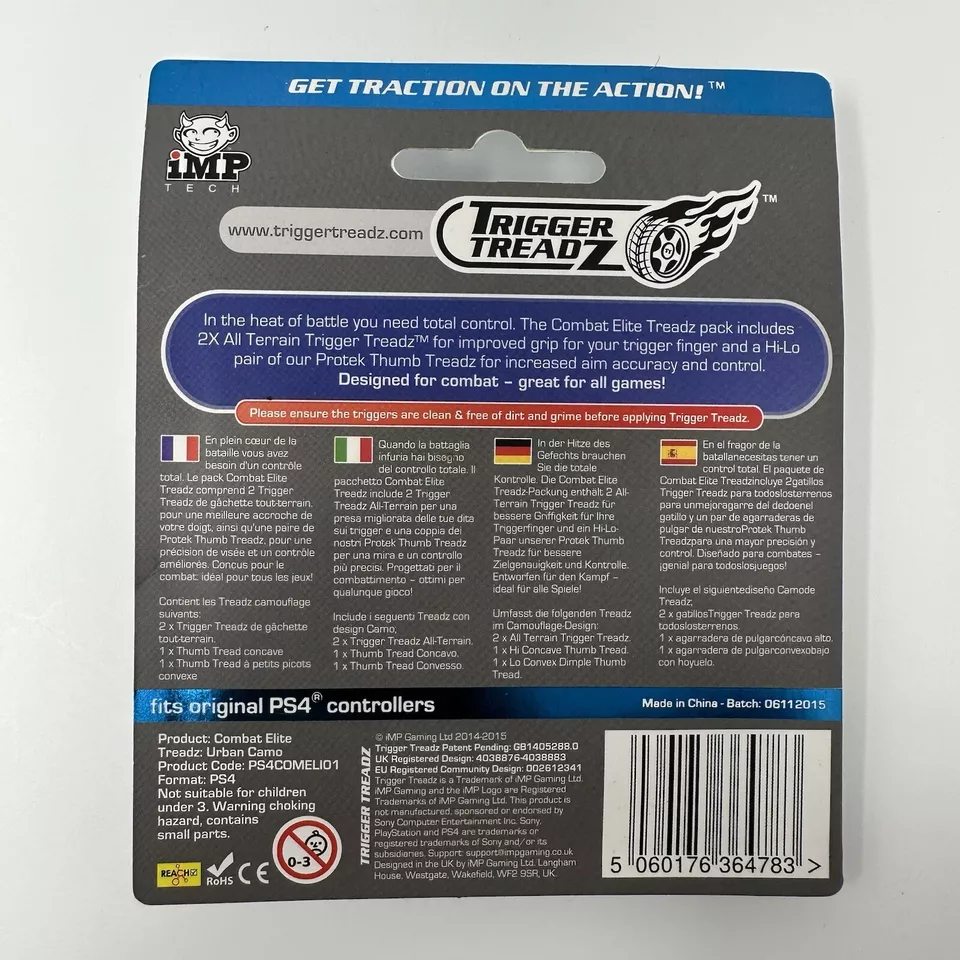 GET TRACTION ON THE ACTION!™
iMP
TECH
www.triggertreadz.com
TRIGGER
TREADZ
™
In the heat of battle you need total control. The Combat Elite Treadz pack includes
2X All Terrain Trigger Treadz™ for improved grip for your trigger finger and a Hi-Lo
pair of our Protek Thumb Treadz for increased aim accuracy and control.
Designed for combat – great for all games!
Please ensure the triggers are clean & free of dirt and grime before applying Trigger Treadz.
En plein cœur de la
bataille vous avez
besoin d'un contrôle
total. Le pack Combat Elite
Treadz comprend 2 Trigger
Treadz de gâchette tout-terrain.
pour une meilleure accroche de
votre doigt, ainsi qu'une paire de
Protek Thumb Treadz, pour une
précision de visée et un contrôle
améliorés. Concus pour le
combat: idéal pour tous les jeux!
Contient les Treadz camouflage
suivants:
2 x Trigger Treadz de gâchette
tout-terrain.
1 x Thumb Tread concave
1 x Thumb Tread à petits picots
convexe
Quando la battaglia
infuria hai bisogno
del controllo totale. Il
pacchetto Combat Elite
Treadz include 2 Trigger
Treadz All-Terrain per una
presa migliorata delle tue dita
sui trigger e una coppia dei
nostri Protek Thumb Treadz
per una mira e un controllo
più precisi. Progettati per il
combattimento – ottimi per
qualunque gioco!
Include i seguenti Treadz con
design Camo;
2 x Trigger Treadz All-Terrain.
1 x Thumb Tread Concavo.
1 x Thumb Tread Convesso.
In der Hitze des
Gefechts brauchen
Sie die totale
Kontrolle. Die Combat Elite
Treadz-Packung enthält 2 All-
Terrain Trigger Treadz für
bessere Griffigkeit für Ihre
Triggerfinger und ein Hi-Lo-
Paar unserer Protek Thumb
Treadz für bessere
Zielgenauigkeit und Kontrolle.
Entworfen für den Kampf –
ideal für alle Spiele!
Umfasst die folgenden Treadz
im Camouflage-Design:
2 x All Terrain Trigger Treadz.
1 x Hi Concave Thumb Tread.
1 x Lo Convex Dimple Thumb
Tread.
En el fragor de la
batallanecesitas tener un
control total. El paquete de
Combat Elite Treadzincluye 2gatillos
Trigger Treadz para todoslosterrenos
para unmejoragarre del dedoenel
gatillo y un par de agarraderas de
pulgar de nuestroProtek Thumb
Treadzpara una mayor precisión y
control. Diseñado para combates –
¡genial para todoslosjuegos!
Incluye el siguientediseño Camode
Treadz;
2 x gatillosTrigger Treadz para
todoslosterrenos.
1 x agarradera de pulgarcóncavo alto.
1 x agarradera de pulgarconvexobajo
con hoyuelo.
fits original PS4® controllers
Made in China - Batch: 06112015
Product: Combat Elite
Treadz: Urban Camo
Product Code: PS4COMELI01
Format: PS4
Not suitable for children
under 3. Warning choking
hazard, contains
small parts.
0-3
REACH
RoHS
CE
TRIGGER TREADZ
© iMP Gaming Ltd 2014-2015
Trigger Treadz Patent Pending: GB1405288.0
UK Registered Design: 4038876-4038883
EU Registered Community Design: 002612341
Trigger Treadz is a Trademark of iMP Gaming Ltd.
iMP Gaming and the iMP Logo are Registered
Trademarks of iMP Gaming Ltd. This product is
not manufactured, sponsored or endorsed by
Sony Computer Entertainment Inc. Sony,
PlayStation and PS4 are trademarks or
registered trademarks of Sony and/or its
subsidiaries. Support: support@impgaming.co.uk
Designed in the UK by iMP Gaming Ltd. Langham
House, Westgate, Wakefield, WF2 9SR, UK.
5 060176 364783 >